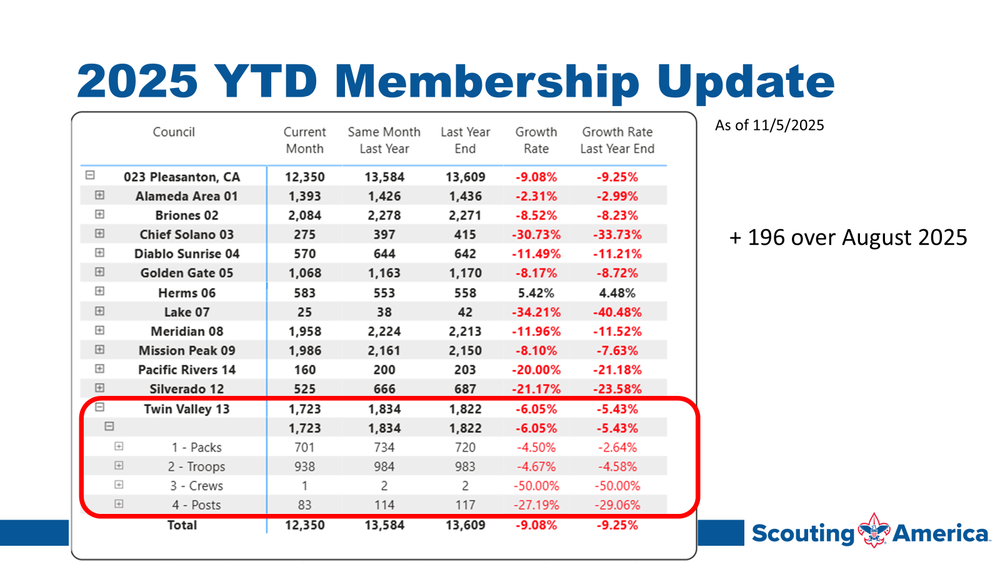 2025 YTD Membership Update
As of 11/5/2025
Council Current Month Same Month Last Year Last Year End Growth Rate Growth Rate Last Year End
023 Pleasanton, CA 12,350 13,584 13,609 -9.08% -9.25%
Alameda Area 01 1,393 1,426 1,436 -2.31% -2.99%
Briones 02 2,084 2,278 2,271 -8.52% -8.23%
Chief Solano 03 275 397 415 -30.73% -33.73%
+ 196 over August 2025
Diablo Sunrise 04 570 644 642 -11.49% -11.21%
Golden Gate 05 1,068 1,163 1,170 -8.17% -8.72%
Herms 06 583 553 558 5.42% 4.48%
Lake 07 25 38 42 -34.21% -40.48%
Meridian 08 1,958 2,224 2,213 -11.96% -11.52%
Mission Peak 09 1,986 2,161 2,150 -8.10% -7.63%
Pacific Rivers 14 160 200 203 -20.00% -21.18%
Silverado 12 525 666 687 -21.17% -23.58%
Twin Valley 13 1,723 1,834 1,822 -6.05% -5.43%
1,723 1,834 1,822 -6.05% -5.43%
1 - Packs 701 734 720 -4.50% -2.64%
2 - Troops 938 984 983 -4.67% -4.58%
3 - Crews 1 2 2 -50.00% -50.00%
4 - Posts 83 114 117 -27.19% -29.06%
Total 12,350 13,584 13,609 -9.08% -9.25%
Scouting America